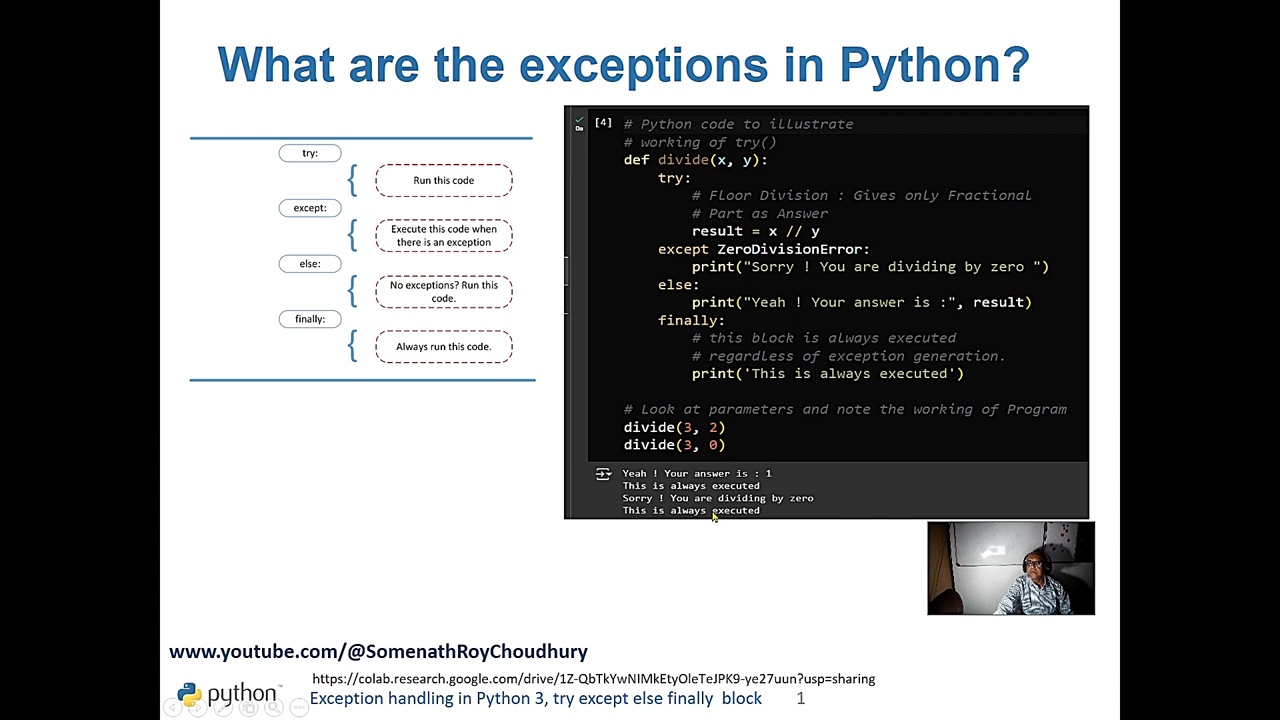 What are the exceptions in Python?
try:
Run this code
except:
Execute this code when
there is an exception
else:
No exceptions? Run this
code.
finally:
Always run this code.
0s
[4] # Python code to illustrate
# working of try()
def divide(x, y):
try:
# Floor Division : Gives only Fractional
# Part as Answer
result = x // y
except ZeroDivisionError:
print("Sorry ! You are dividing by zero ")
else:
print("Yeah ! Your answer is :", result)
finally:
# this block is always executed
# regardless of exception generation.
print('This is always executed')
# Look at parameters and note the working of Program
divide(3, 2)
divide(3, 0)
Yeah ! Your answer is : 1
This is always executed
Sorry ! You are dividing by zero
This is always executed
www.youtube.com/@SomenathRoyChoudhury
https://colab.research.google.com/drive/1Z-QbTkYwNIMkEtyOleTeJPK9-ye27uun?usp=sharing
python™
Exception handling in Python 3, try except else finally block 1